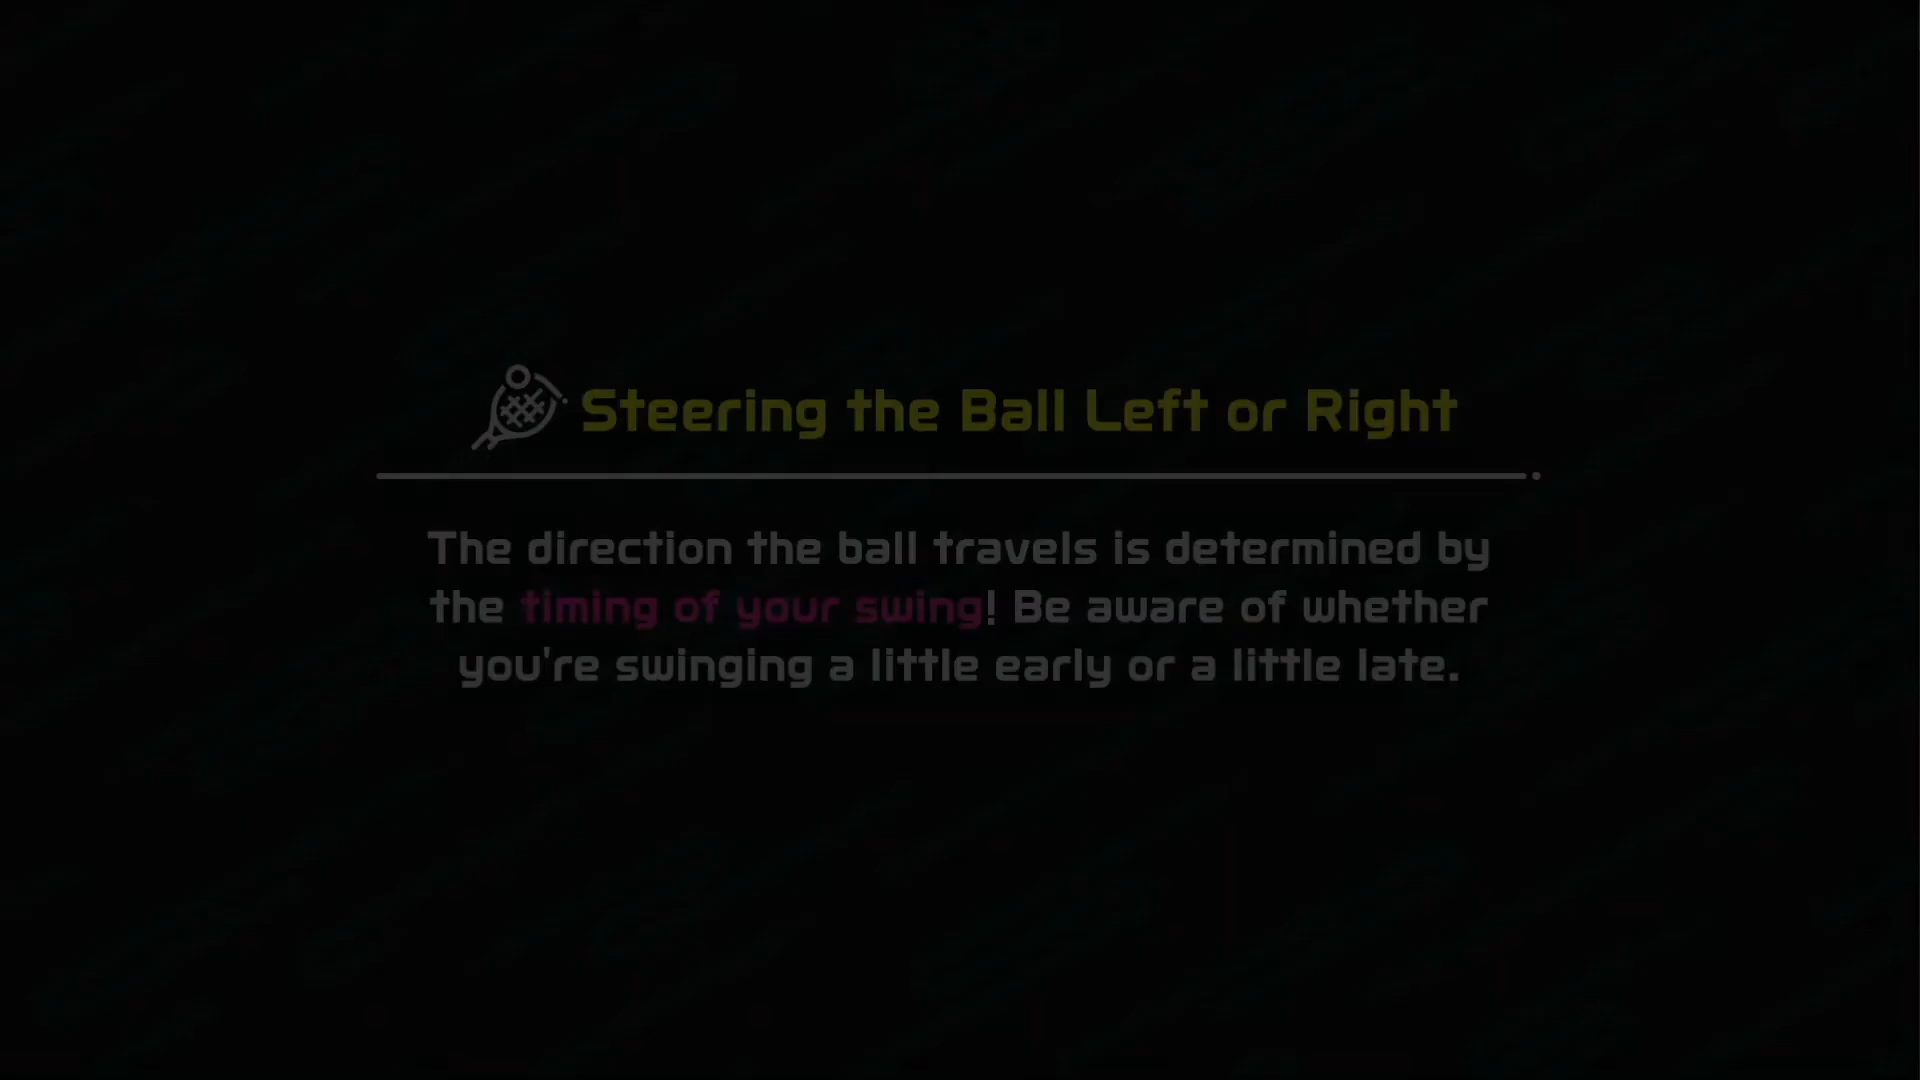 Steering the Ball Left or Right
The direction the ball travels is determined by
the timing of your swing! Be aware of whether
you're swinging a little early or a little late.